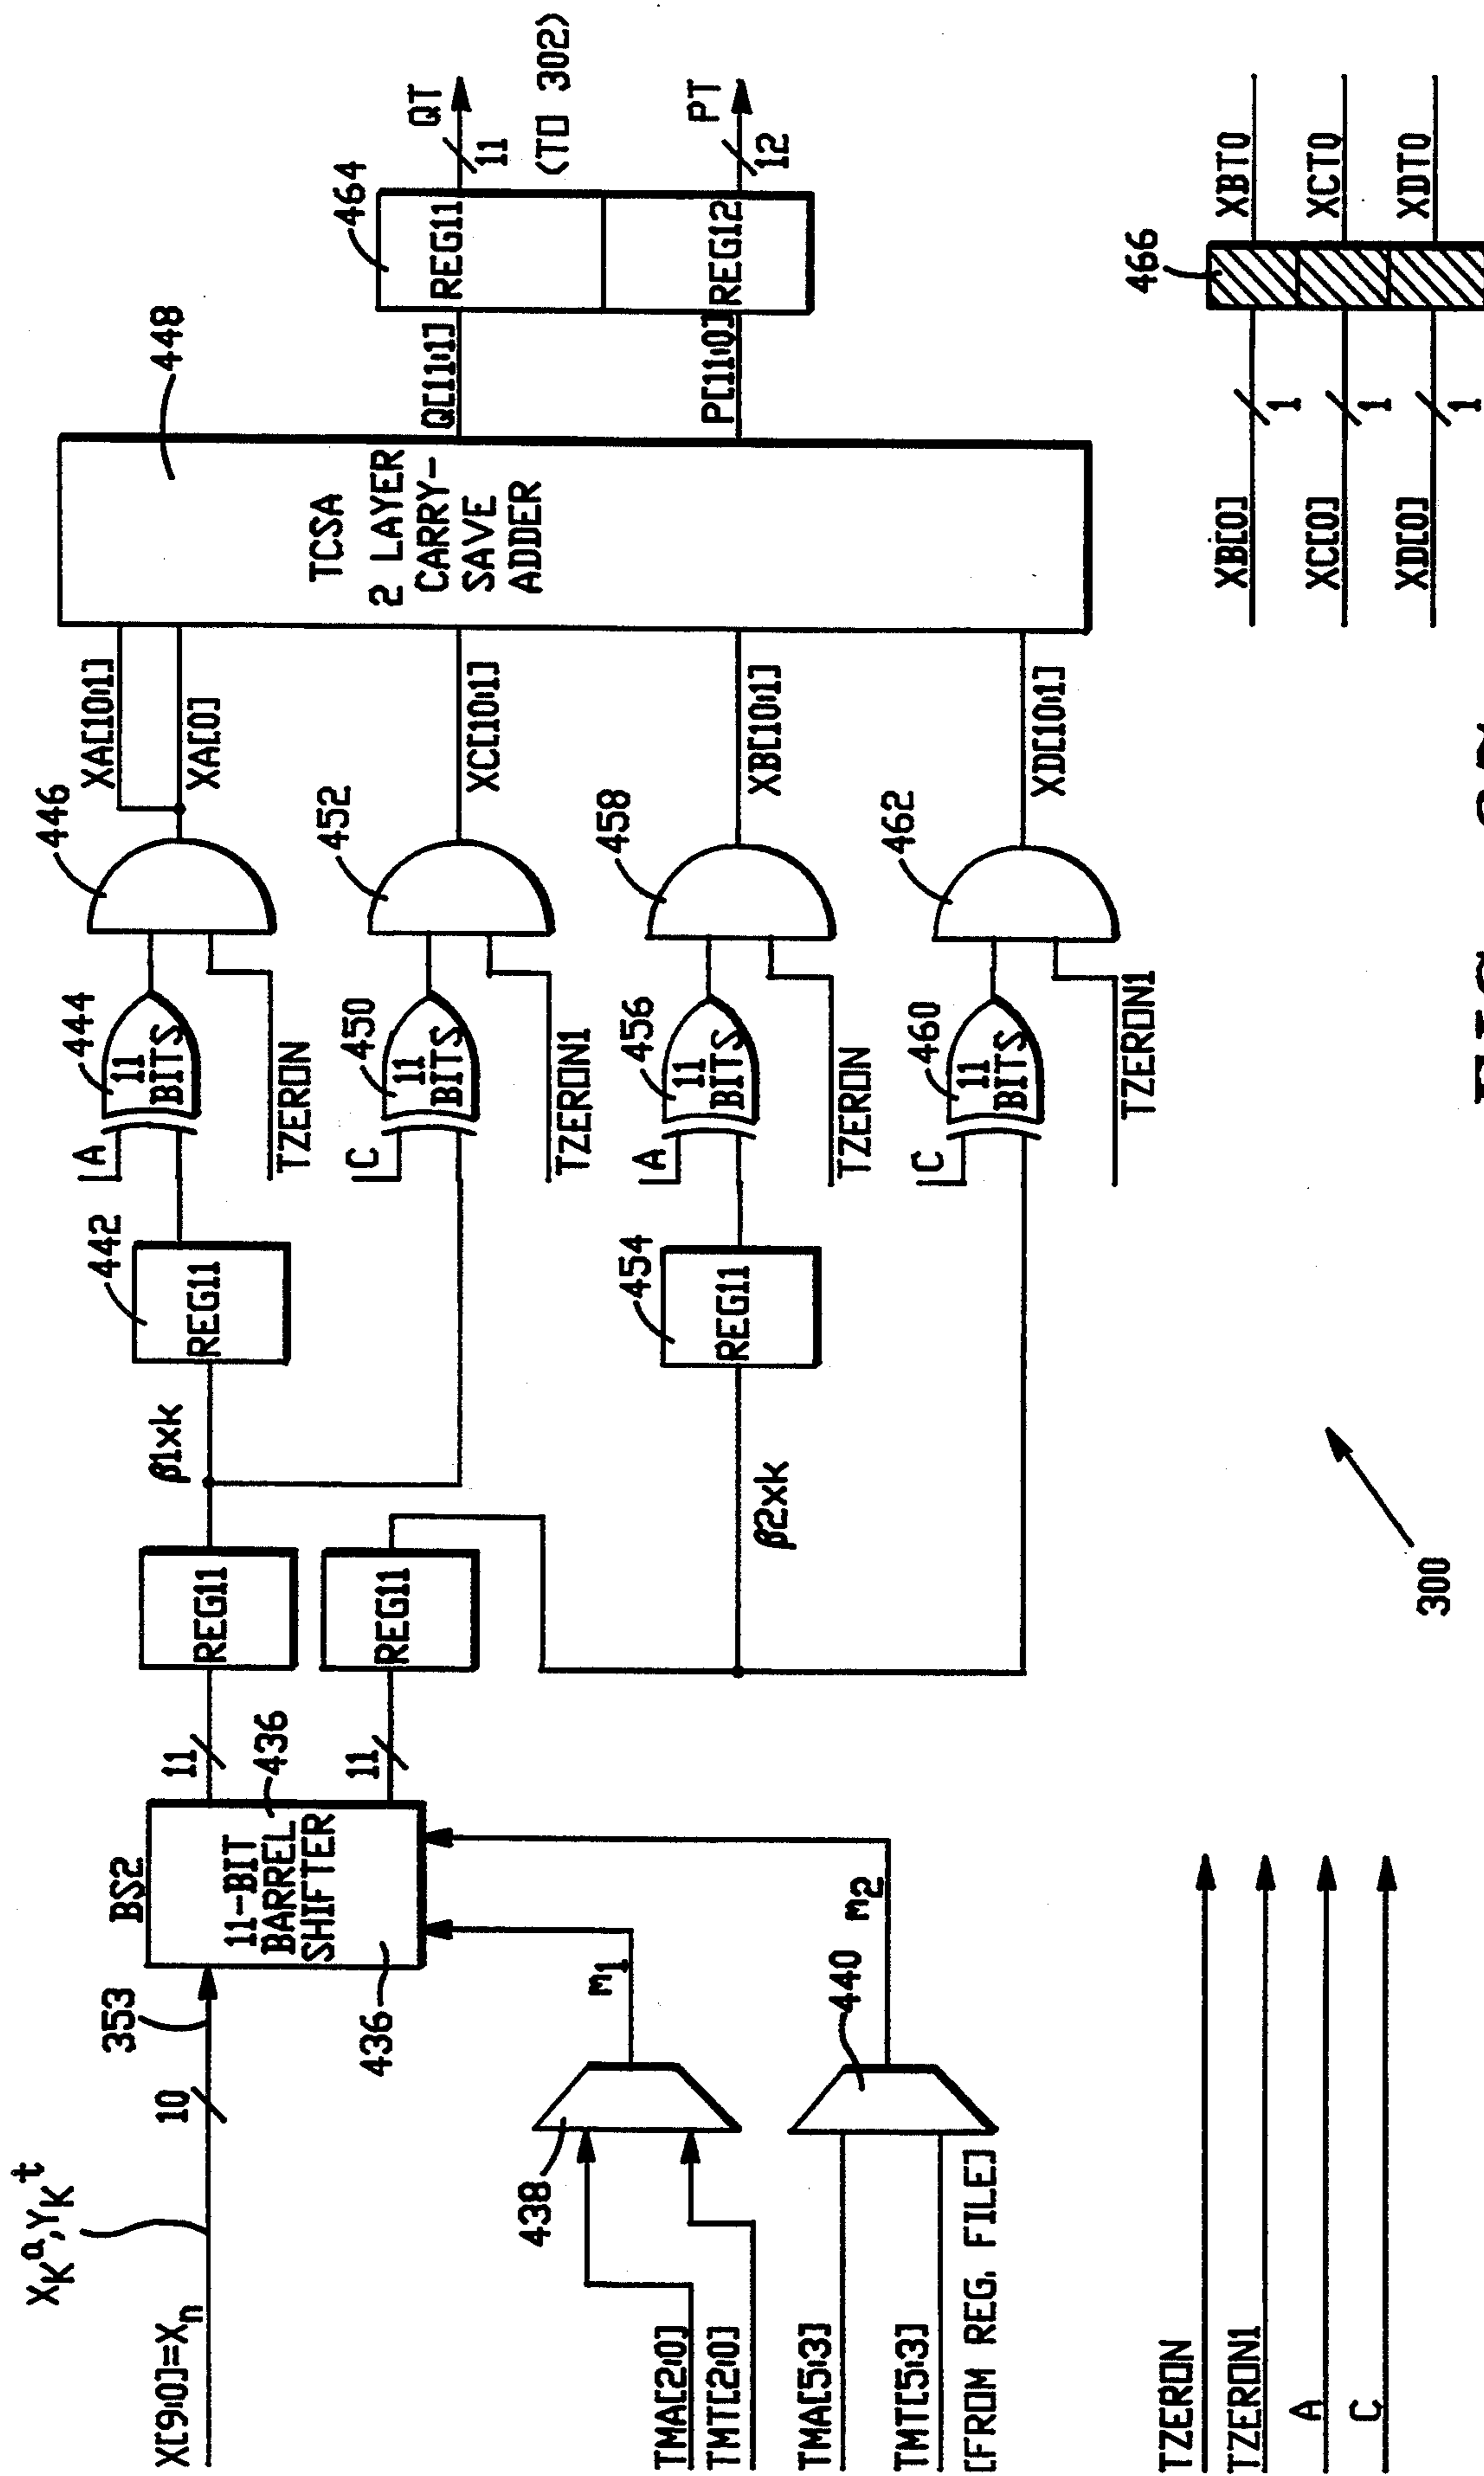 X_K^a,Y_K^t
X[9:0]=X_n
10
353
BS2
11-BIT
BARREL
SHIFTER
436
436
11
11
REG11
REG11
β1xk
β2xk
TMA[2:0]
TMT[2:0]
438
m1
TMA[5:3]
TMT[5:3]
440
m2
[FROM REG. FILE]
442
REG11
454
REG11
A
444
11
BITS
TZERON
446
XA[10:1]
XA[0]
C
450
11
BITS
TZERON1
452
XC[10:1]
A
456
11
BITS
TZERON
458
XB[10:1]
C
460
11
BITS
TZERON1
462
XD[10:1]
448
TCSA
2 LAYER
CARRY-
SAVE
ADDER
Q[11:1]
P[11:0]
464
REG11
REG12
QT
11
(TO 302)
PT
12
TZERON
TZERON1
A
C
300
466
XB[0]
1
XBT0
XC[0]
1
XCT0
XD[0]
1
XDT0